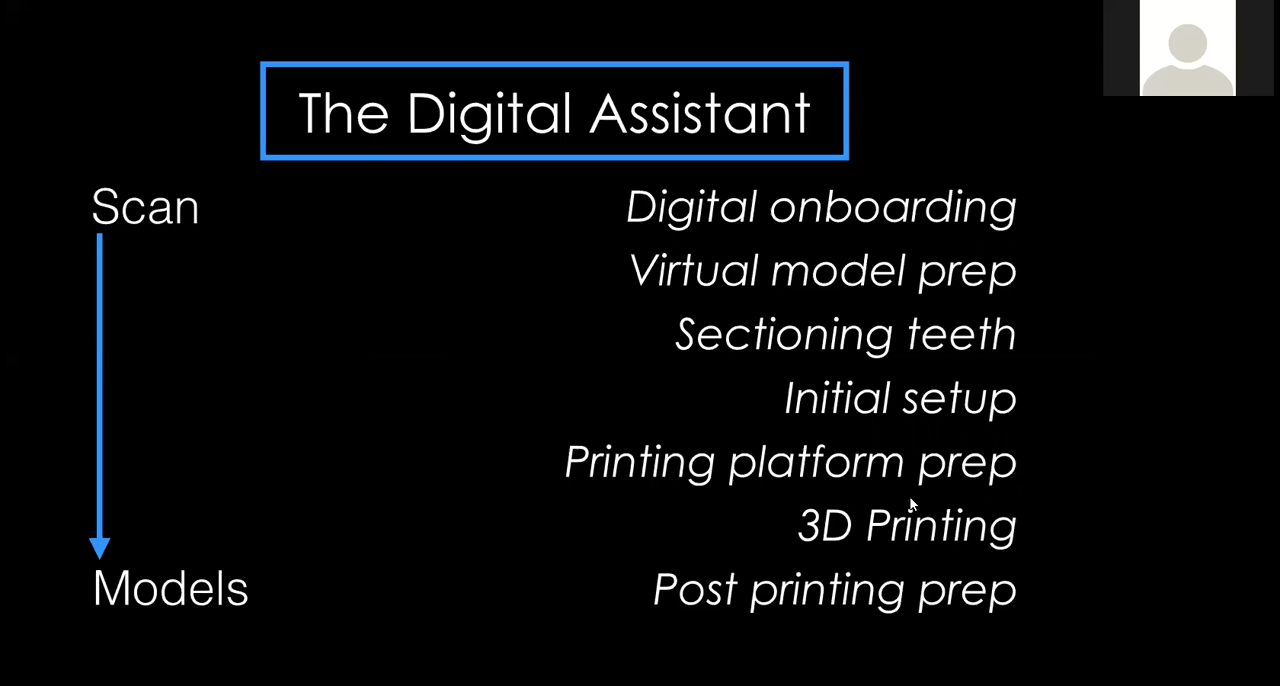 The Digital Assistant
Scan
Digital onboarding
Virtual model prep
Sectioning teeth
Initial setup
Printing platform prep
3D Printing
Models
Post printing prep